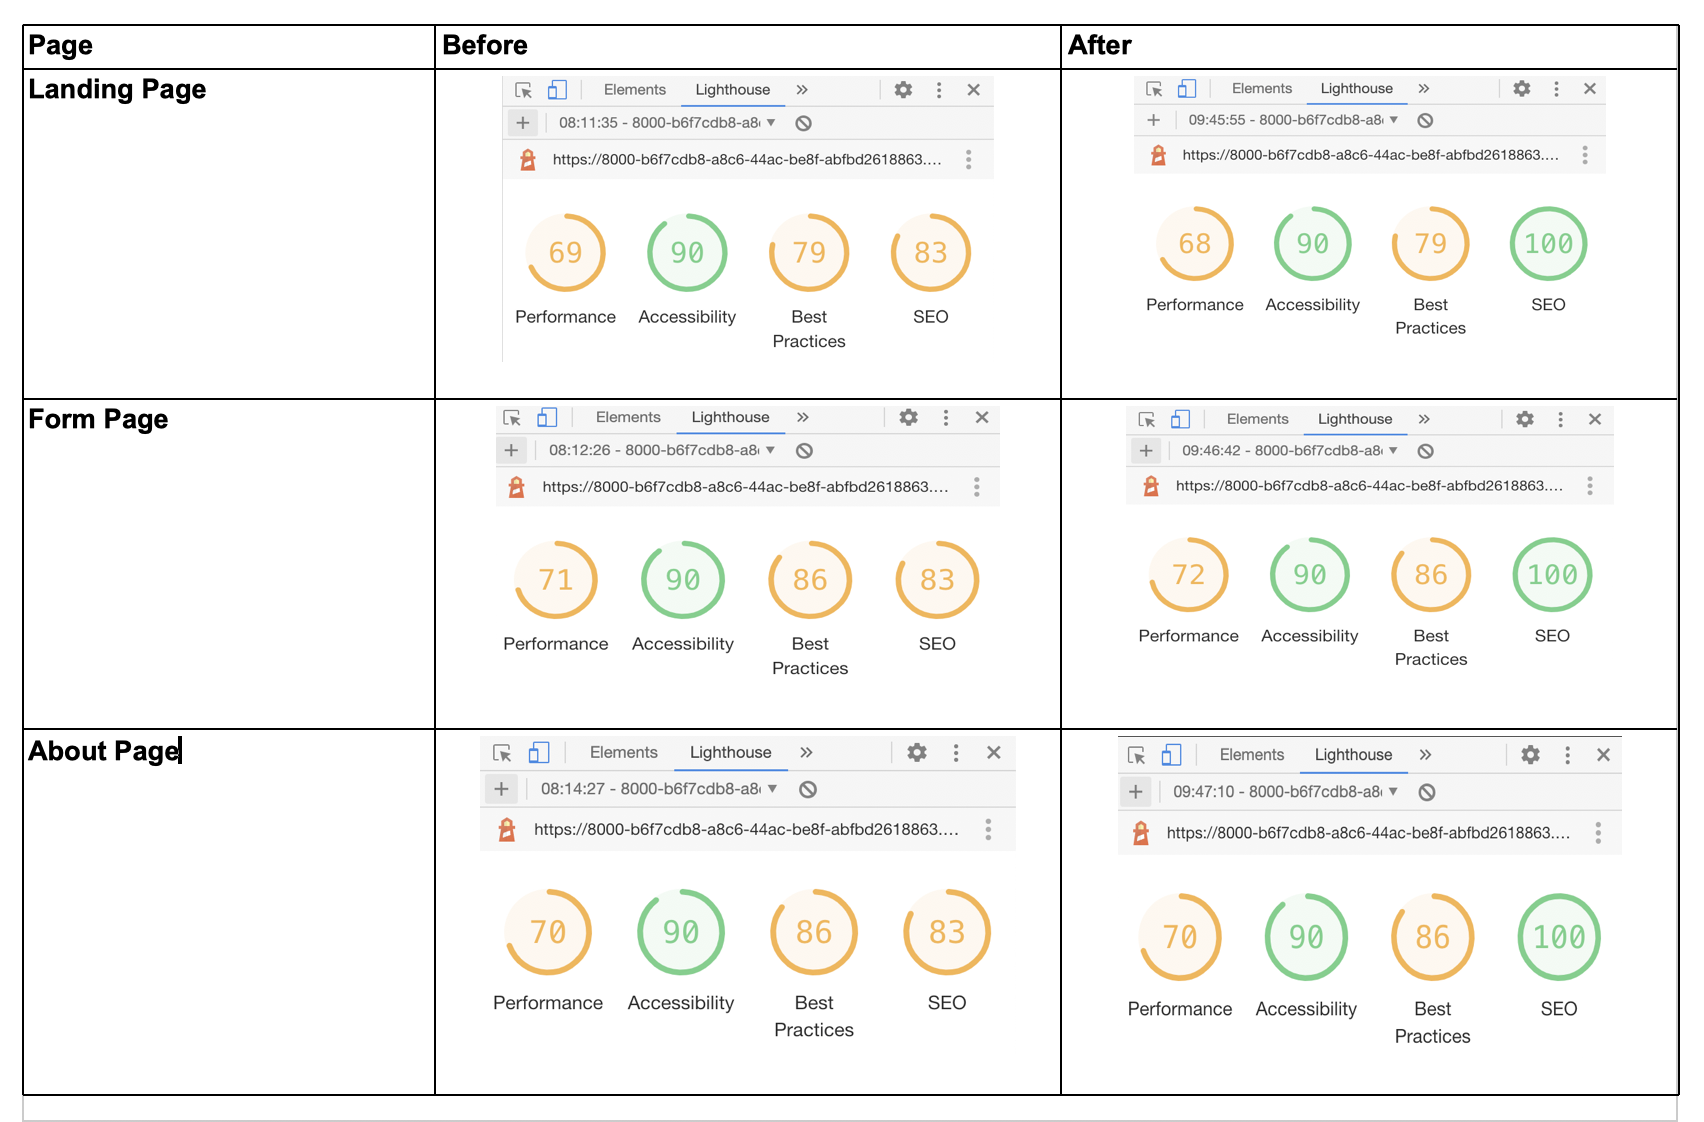 Page
Before
After
Landing Page
Elements Lighthouse »
08:11:35 - 8000-b6f7cdb8-a8
https://8000-b6f7cdb8-a8c6-44ac-be8f-abfbd2618863....
69 90 79 83
Performance Accessibility Best Practices SEO
Elements Lighthouse »
09:45:55 - 8000-b6f7cdb8-a8
https://8000-b6f7cdb8-a8c6-44ac-be8f-abfbd2618863....
68 90 79 100
Performance Accessibility Best Practices SEO
Form Page
Elements Lighthouse »
08:12:26 - 8000-b6f7cdb8-a8
https://8000-b6f7cdb8-a8c6-44ac-be8f-abfbd2618863....
71 90 86 83
Performance Accessibility Best Practices SEO
Elements Lighthouse »
09:46:42 - 8000-b6f7cdb8-a8
https://8000-b6f7cdb8-a8c6-44ac-be8f-abfbd2618863....
72 90 86 100
Performance Accessibility Best Practices SEO
About Page
Elements Lighthouse »
08:14:27 - 8000-b6f7cdb8-a8
https://8000-b6f7cdb8-a8c6-44ac-be8f-abfbd2618863....
70 90 86 83
Performance Accessibility Best Practices SEO
Elements Lighthouse »
09:47:10 - 8000-b6f7cdb8-a8
https://8000-b6f7cdb8-a8c6-44ac-be8f-abfbd2618863....
70 90 86 100
Performance Accessibility Best Practices SEO